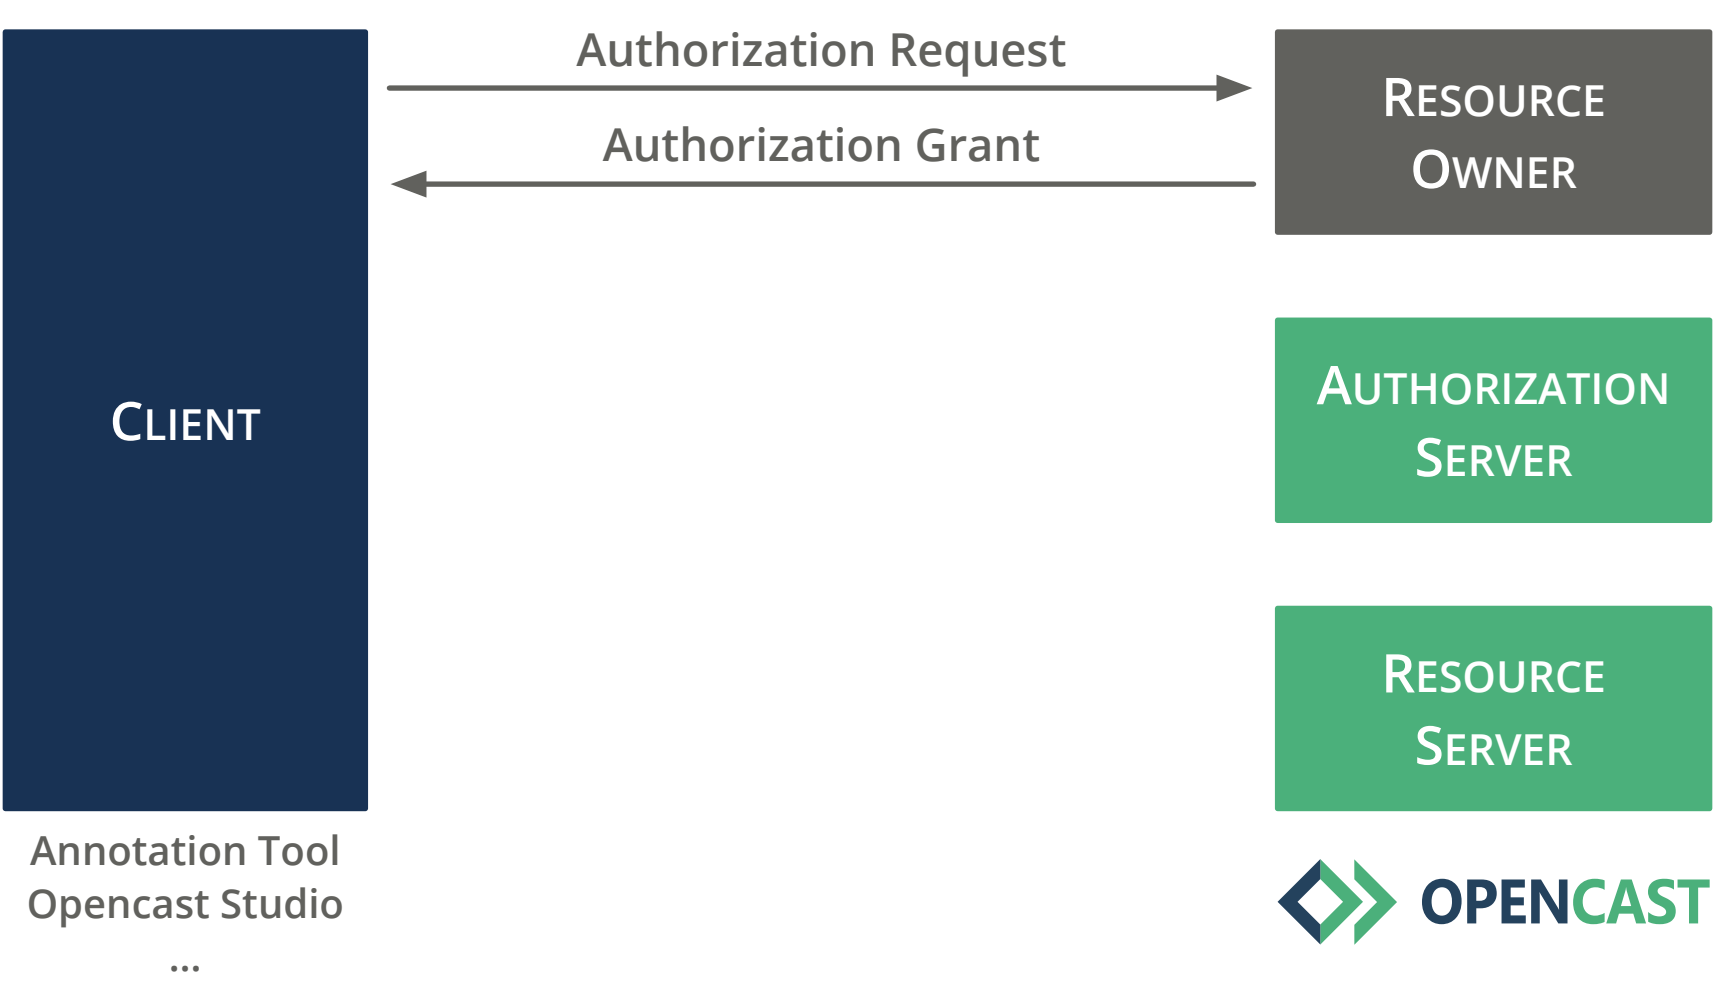 Authorization Request
Authorization Grant
RESOURCE
OWNER
CLIENT
AUTHORIZATION
SERVER
RESOURCE
SERVER
Annotation Tool
Opencast Studio
...
OPENCAST